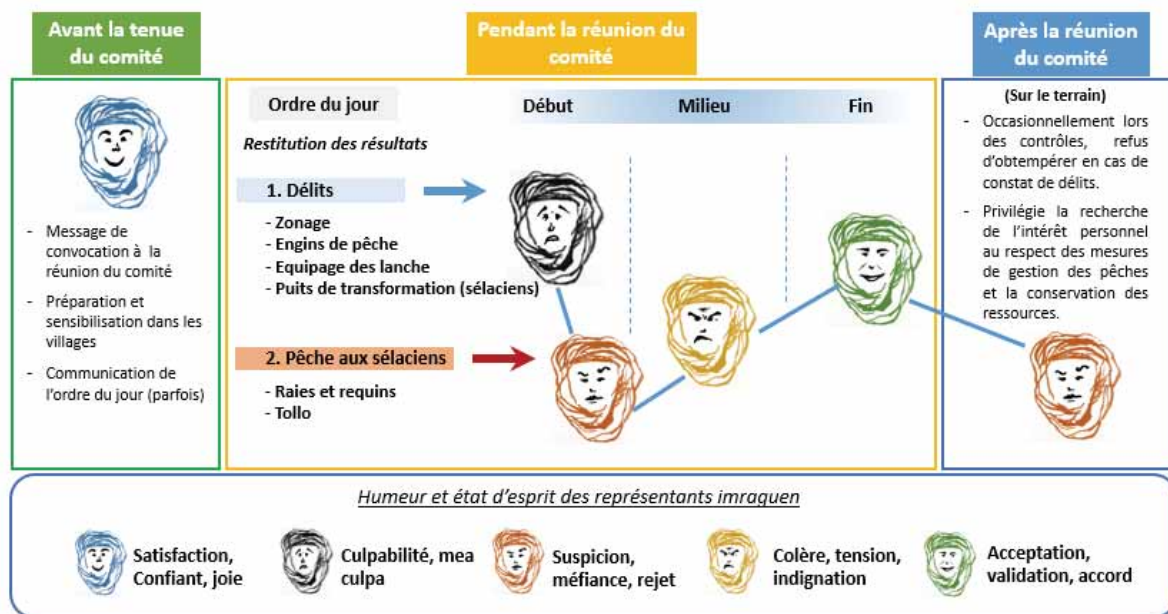 Avant la tenue
du comité
- Message de
convocation à la
réunion du comité
- Préparation et
sensibilisation dans les
villages
- Communication de
l'ordre du jour (parfois)
Pendant la réunion du
comité
Ordre du jour
Début
Milieu
Fin
Restitution des résultats
1. Délits
- Zonage
- Engins de pêche
- Equipage des lanche
- Puits de transformation (sélaciens)
2. Pêche aux sélaciens
- Raies et requins
- Tollo
Après la réunion
du comité
(Sur le terrain)
- Occasionnellement lors
des contrôles, refus
d'obtempérer en cas de
constat de délits.
- Privilégie la recherche
de l'intérêt personnel
au respect des mesures
de gestion des pêches
et la conservation des
ressources.
Humeur et état d'esprit des représentants imraguen
Satisfaction,
Confiant, joie
Culpabilité, mea
culpa
Suspicion,
méfiance, rejet
Colère, tension,
indignation
Acceptation,
validation, accord